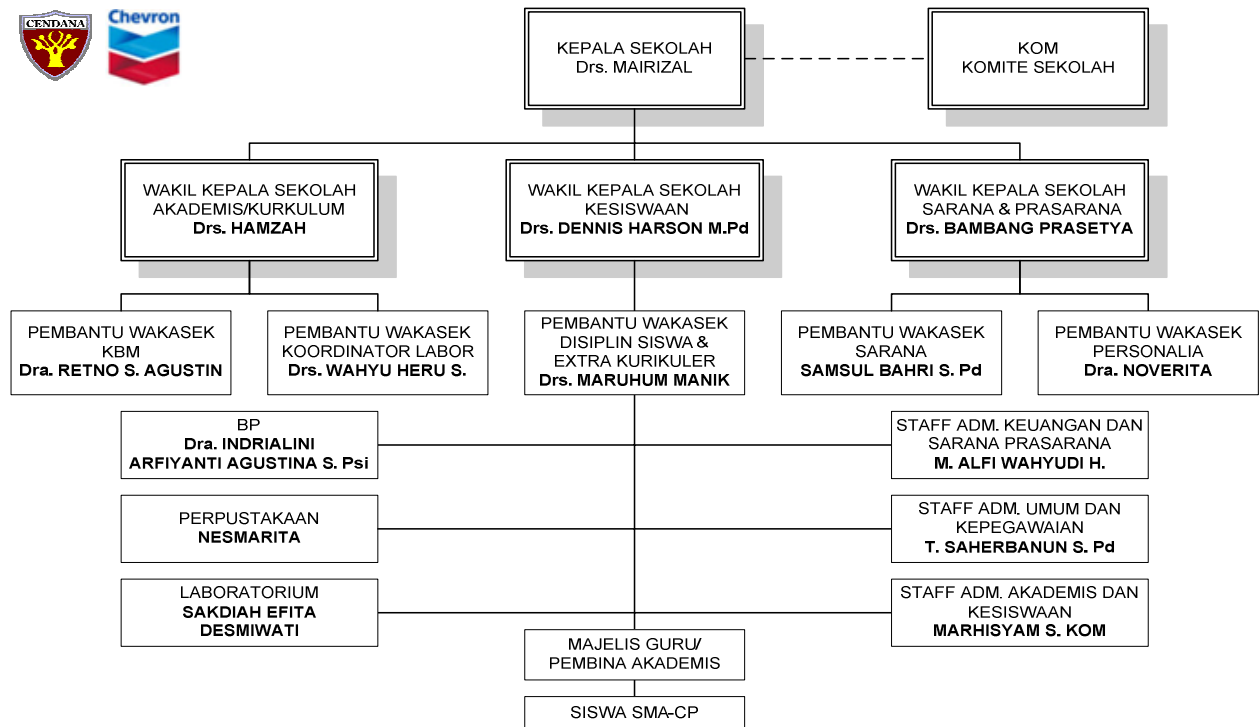 CENDANA
Chevron
KEPALA SEKOLAH
Drs. MAIRIZAL
KOM
KOMITE SEKOLAH
WAKIL KEPALA SEKOLAH
AKADEMIS/KURKULUM
Drs. HAMZAH
WAKIL KEPALA SEKOLAH
KESISWAAN
Drs. DENNIS HARSON M.Pd
WAKIL KEPALA SEKOLAH
SARANA & PRASARANA
Drs. BAMBANG PRASETYA
PEMBANTU WAKASEK
KBM
Dra. RETNO S. AGUSTIN
PEMBANTU WAKASEK
KOORDINATOR LABOR
Drs. WAHYU HERU S.
PEMBANTU WAKASEK
DISIPLIN SISWA &
EXTRA KURIKULER
Drs. MARUHUM MANIK
PEMBANTU WAKASEK
SARANA
SAMSUL BAHRI S. Pd
PEMBANTU WAKASEK
PERSONALIA
Dra. NOVERITA
BP
Dra. INDRIALINI
ARFIYANTI AGUSTINA S. Psi
STAFF ADM. KEUANGAN DAN
SARANA PRASARANA
M. ALFI WAHYUDI H.
PERPUSTAKAAN
NESMARITA
STAFF ADM. UMUM DAN
KEPEGAWAIAN
T. SAHERBANUN S. Pd
LABORATORIUM
SAKDIAH EFITA
DESMIWATI
STAFF ADM. AKADEMIS DAN
KESISWAAN
MARHISYAM S. KOM
MAJELIS GURU/
PEMBINA AKADEMIS
SISWA SMA-CP